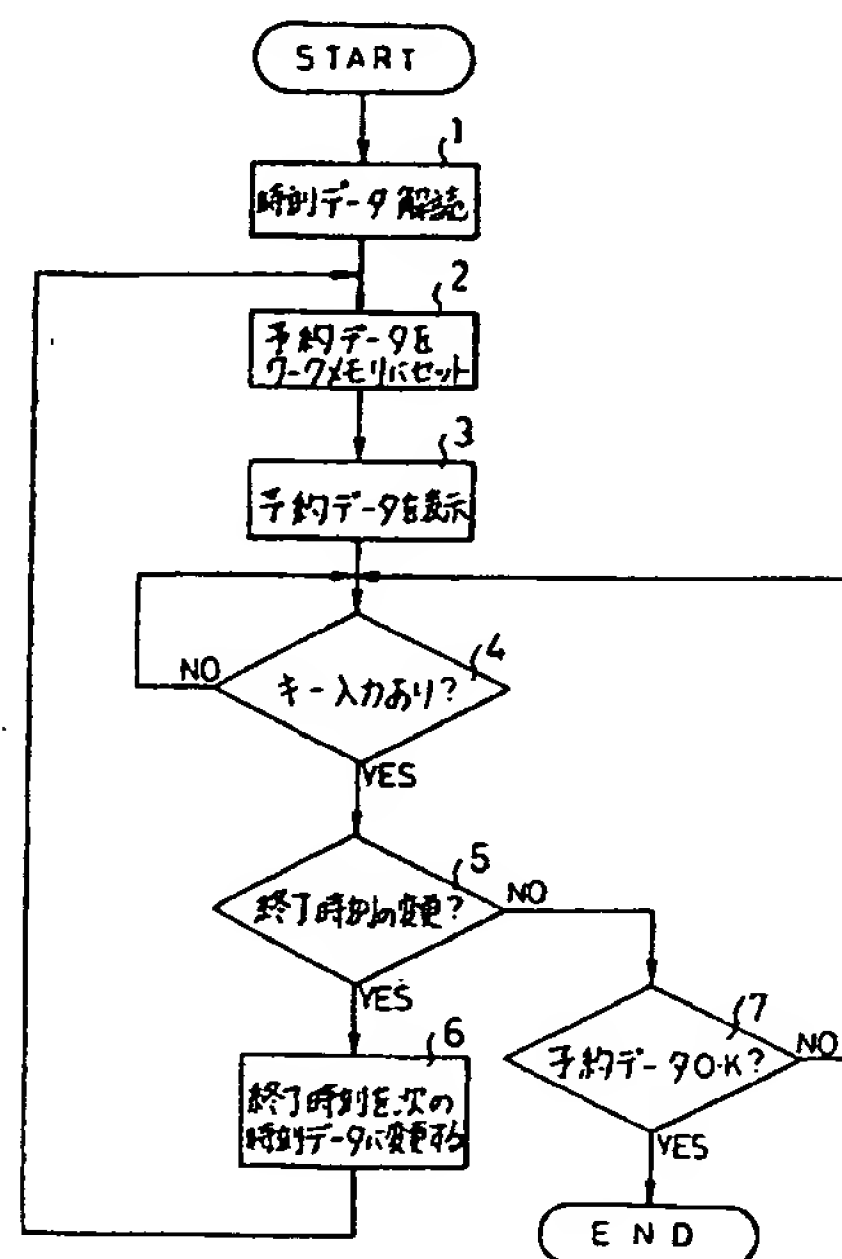 START
1
時刻データ解読
2
予約データを
ワークメモリにセット
3
予約データを表示
4
NO
キー入力あり?
YES
5
終了時刻の変更?
NO
YES
6
終了時刻を次の
時刻データに変更する
7
予約データO・K?
NO
YES
END